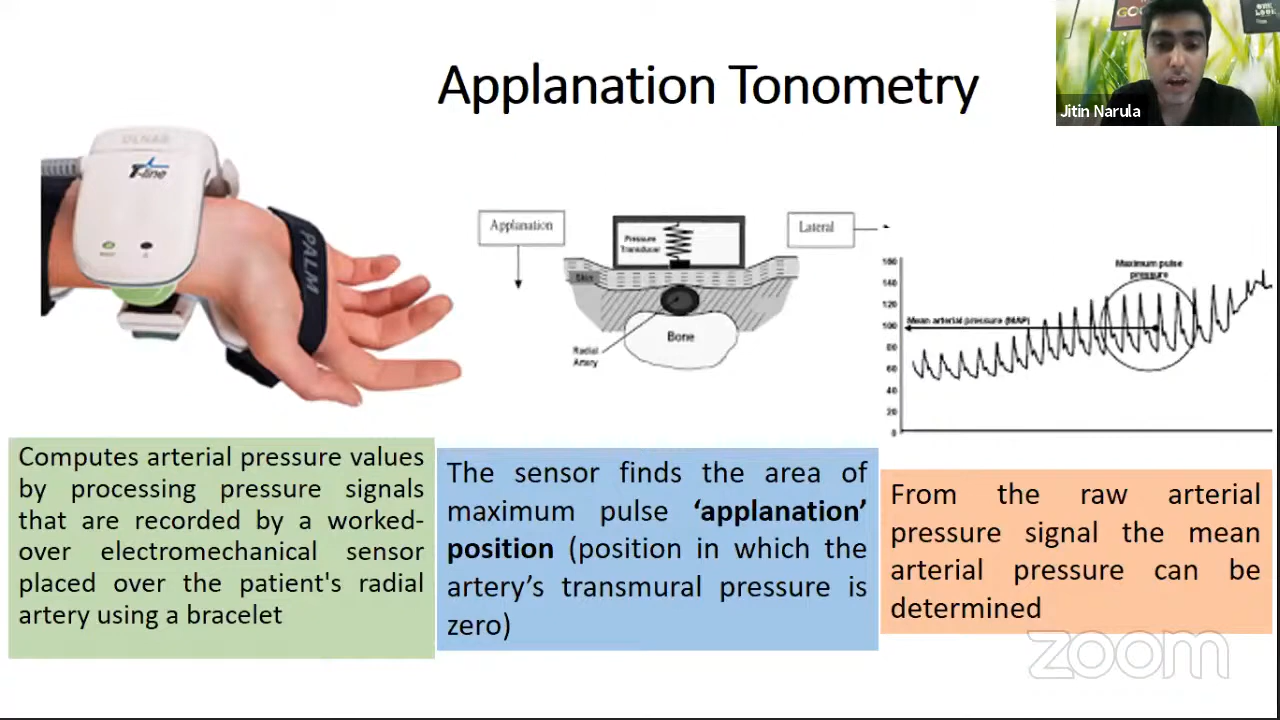 Applanation Tonometry
GOO
ONE
LOOK
Jitin Narula
T-line
PALM
Applanation
Pressure
Transducer
Lateral
Skin
Bone
Radial
Artery
Maximum pulse
pressure
Mean arterial pressure (MAP)
160
140
120
100
80
60
40
20
0
Computes arterial pressure values
by processing pressure signals
that are recorded by a worked-
over electromechanical sensor
placed over the patient's radial
artery using a bracelet
The sensor finds the area of
maximum pulse ‘applanation’
position (position in which the
artery’s transmural pressure is
zero)
From the raw arterial
pressure signal the mean
arterial pressure can be
determined
zoom